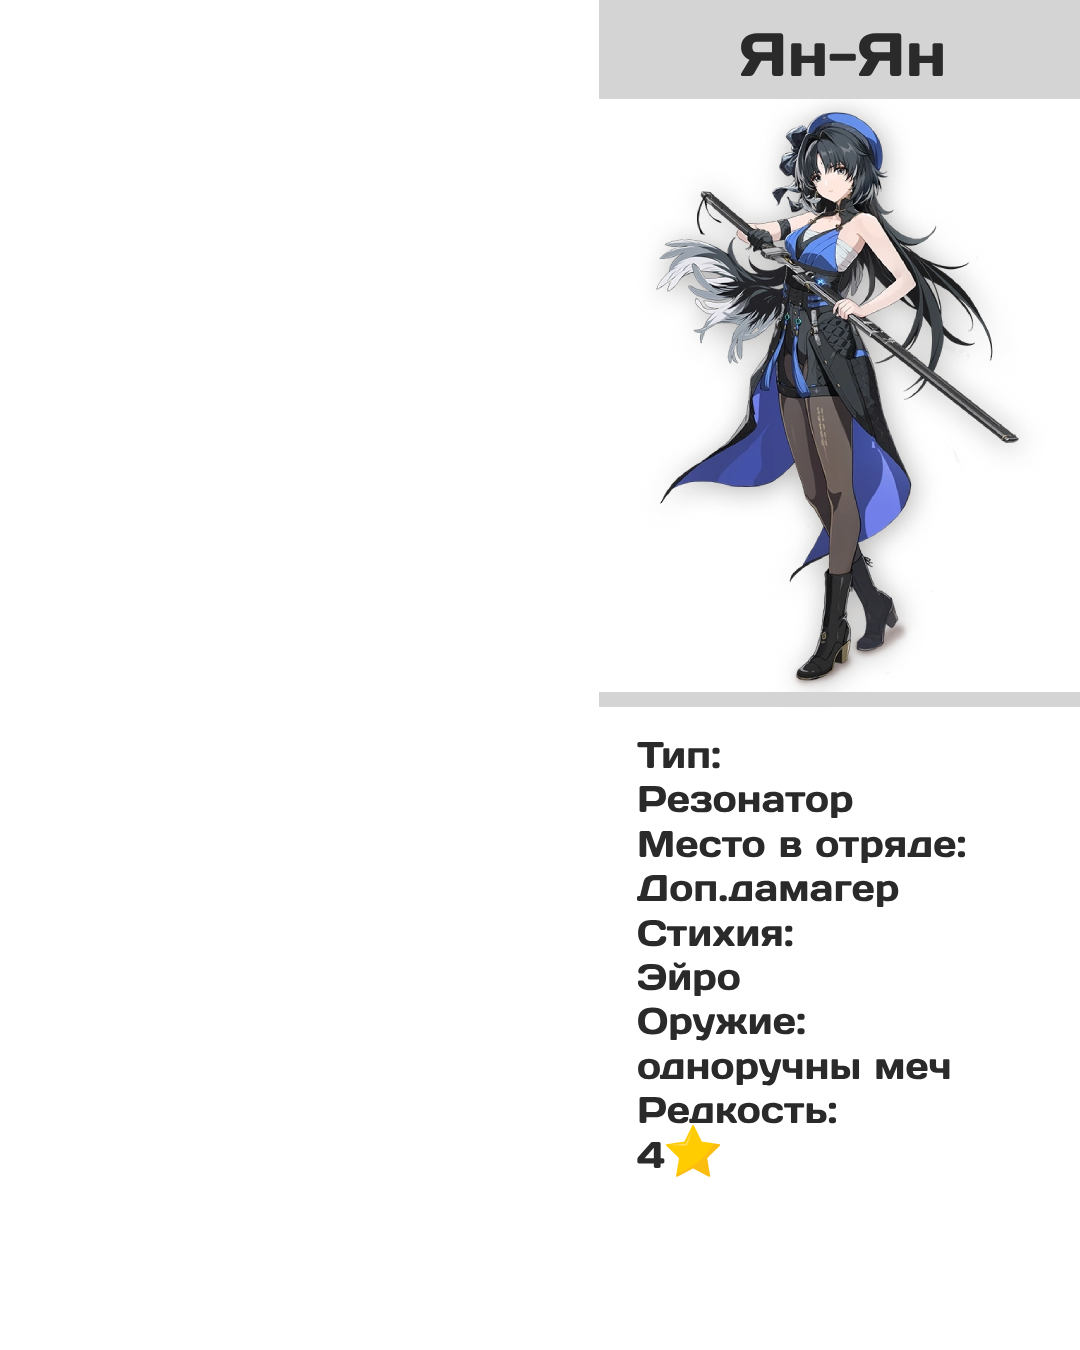 Ян-Ян
Тип:
Резонатор
Место в отряде:
Доп.дамагер
Стихия:
Эйро
Оружие:
одноручны меч
Редкость:
4⭐